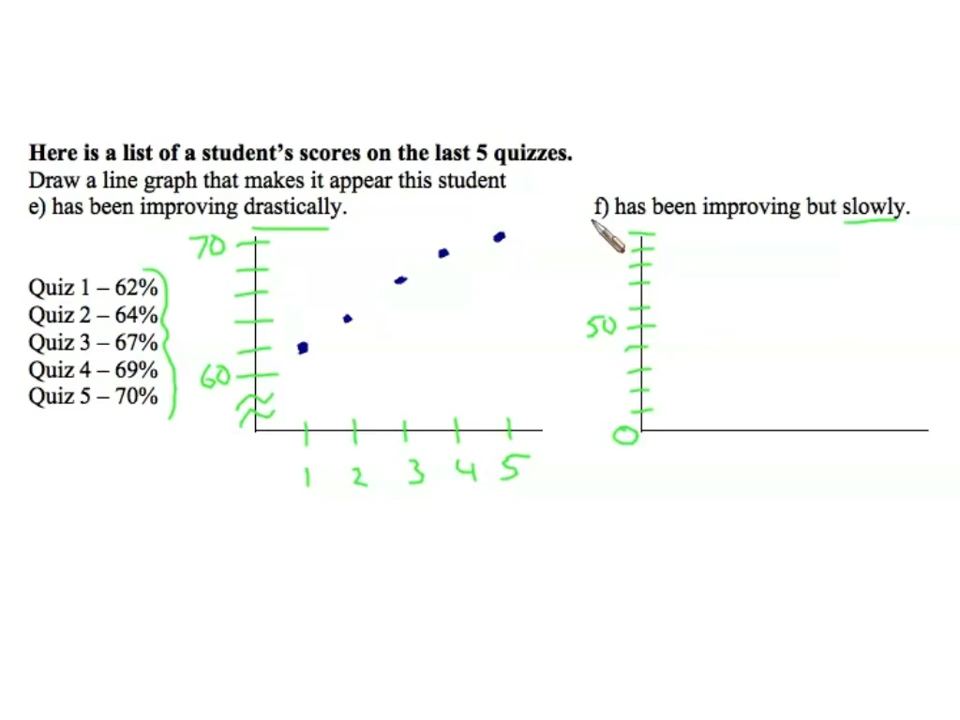 Here is a list of a student's scores on the last 5 quizzes.
Draw a line graph that makes it appear this student
e) has been improving drastically.
f) has been improving but slowly.
70
60
Quiz 1 – 62%
Quiz 2 – 64%
Quiz 3 – 67%
Quiz 4 – 69%
Quiz 5 – 70%
1 2 3 4 5
50
0